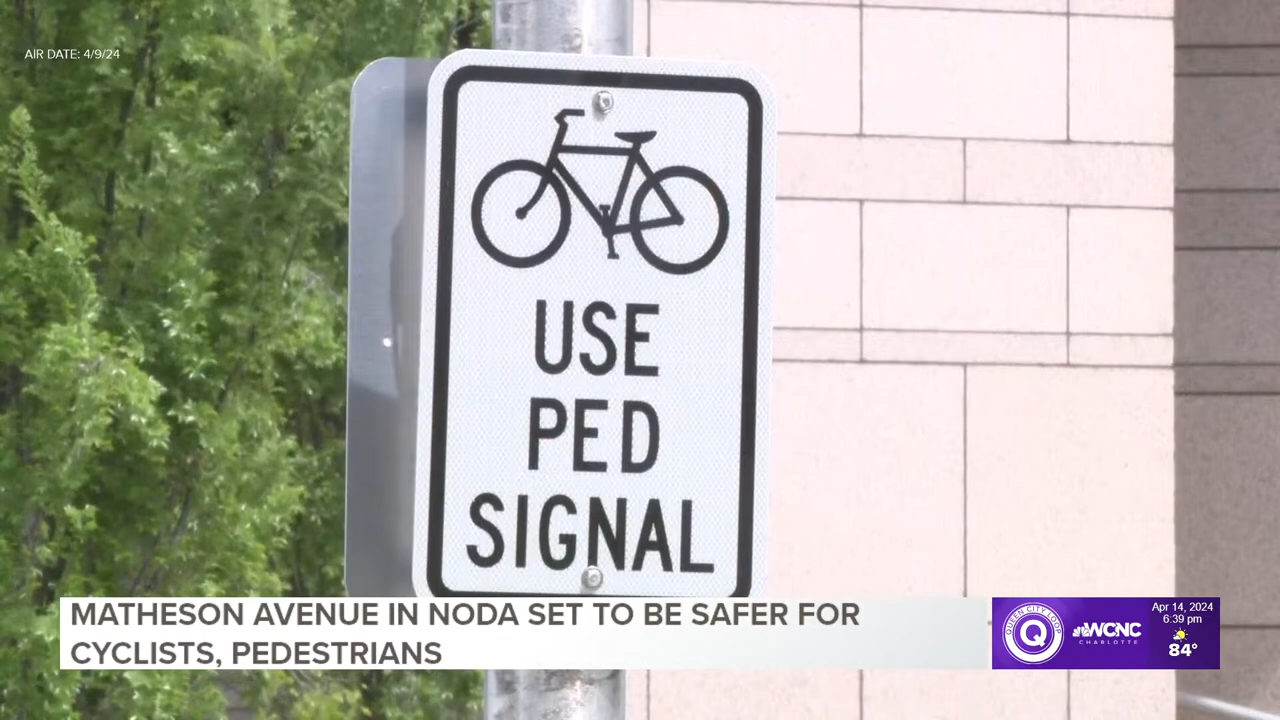 AIR DATE: 4/9/24
USE
PED
SIGNAL
MATHESON AVENUE IN NODA SET TO BE SAFER FOR
CYCLISTS, PEDESTRIANS
QUEEN CITY LOOP
Q
WCNC
CHARLOTTE
Apr 14, 2024
6:39 pm
84°